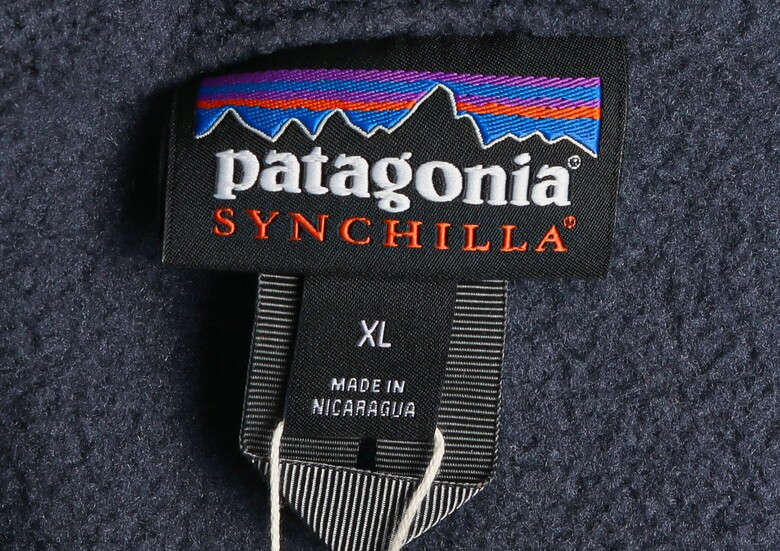 patagonia®
SYNCHILLA®
XL
MADE IN
NICARAGUA